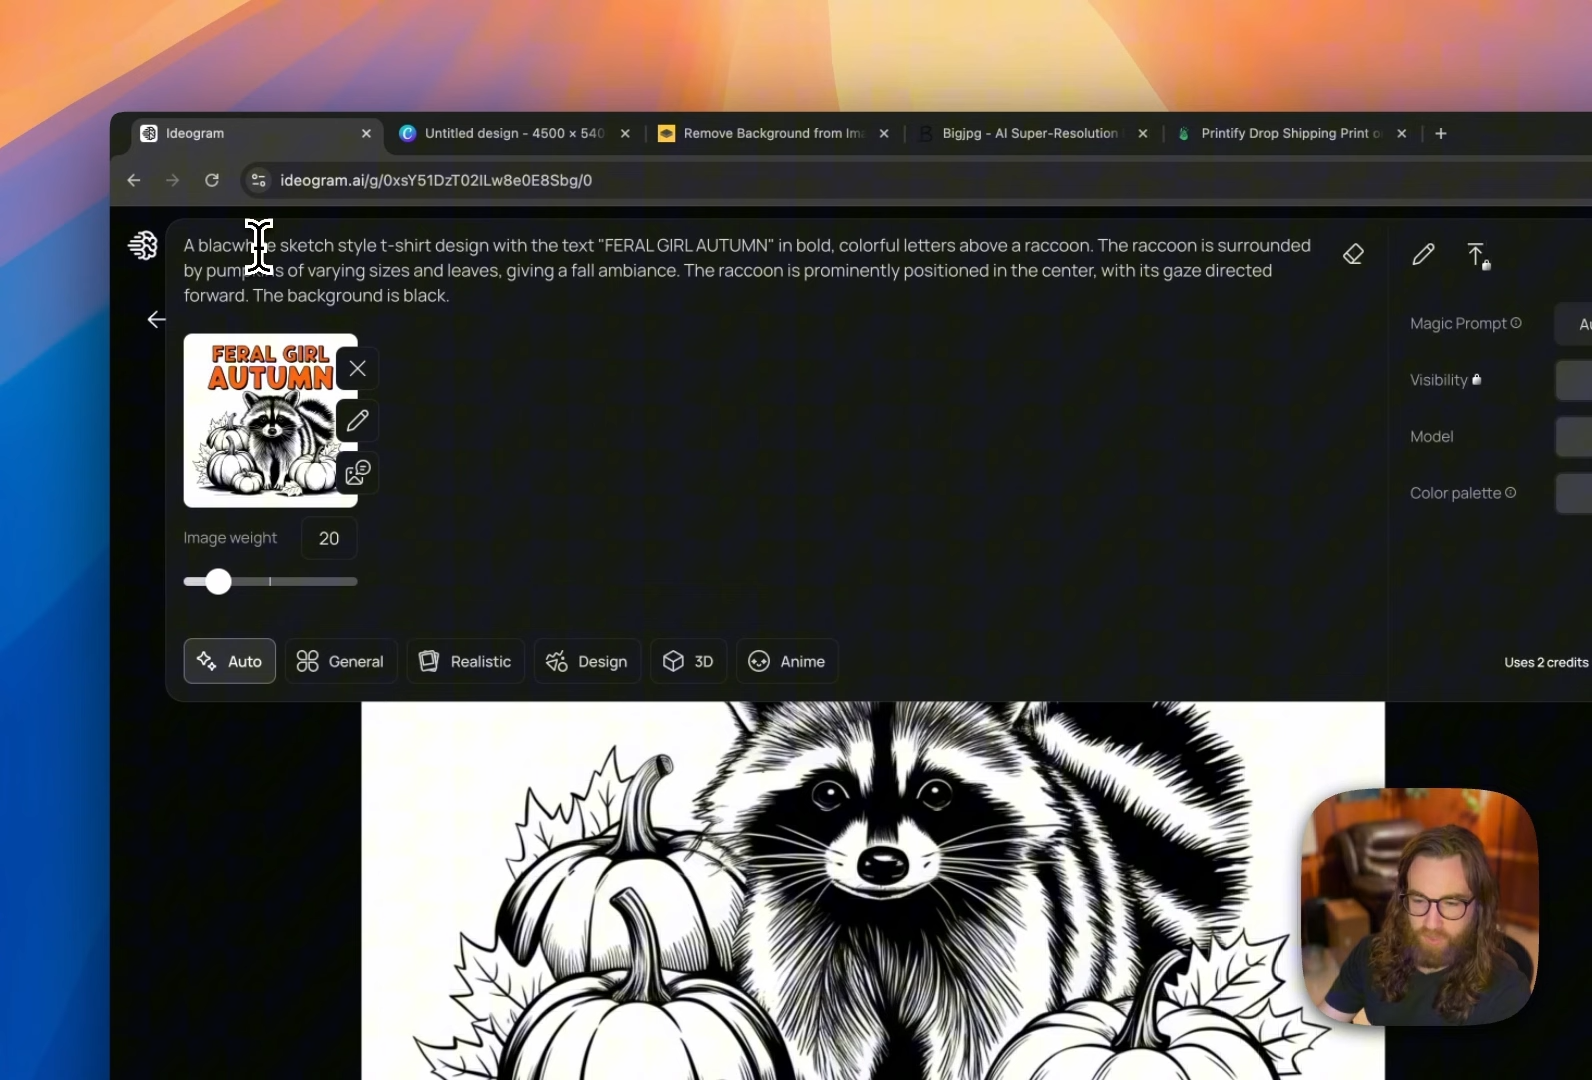 Ideogram
Untitled design - 4500 × 540
Remove Background from Im
Bigjpg - AI Super-Resolution
Printify Drop Shipping Print o
ideogram.ai/g/0xsY51DzT02lLw8e0E8Sbg/0
A blacwh e sketch style t-shirt design with the text "FERAL GIRL AUTUMN" in bold, colorful letters above a raccoon. The raccoon is surrounded
by pump s of varying sizes and leaves, giving a fall ambiance. The raccoon is prominently positioned in the center, with its gaze directed
forward. The background is black.
FERAL GIRL
AUTUMN
Image weight 20
Auto General Realistic Design 3D Anime
Magic Prompt Au
Visibility
Model
Color palette
Uses 2 credits